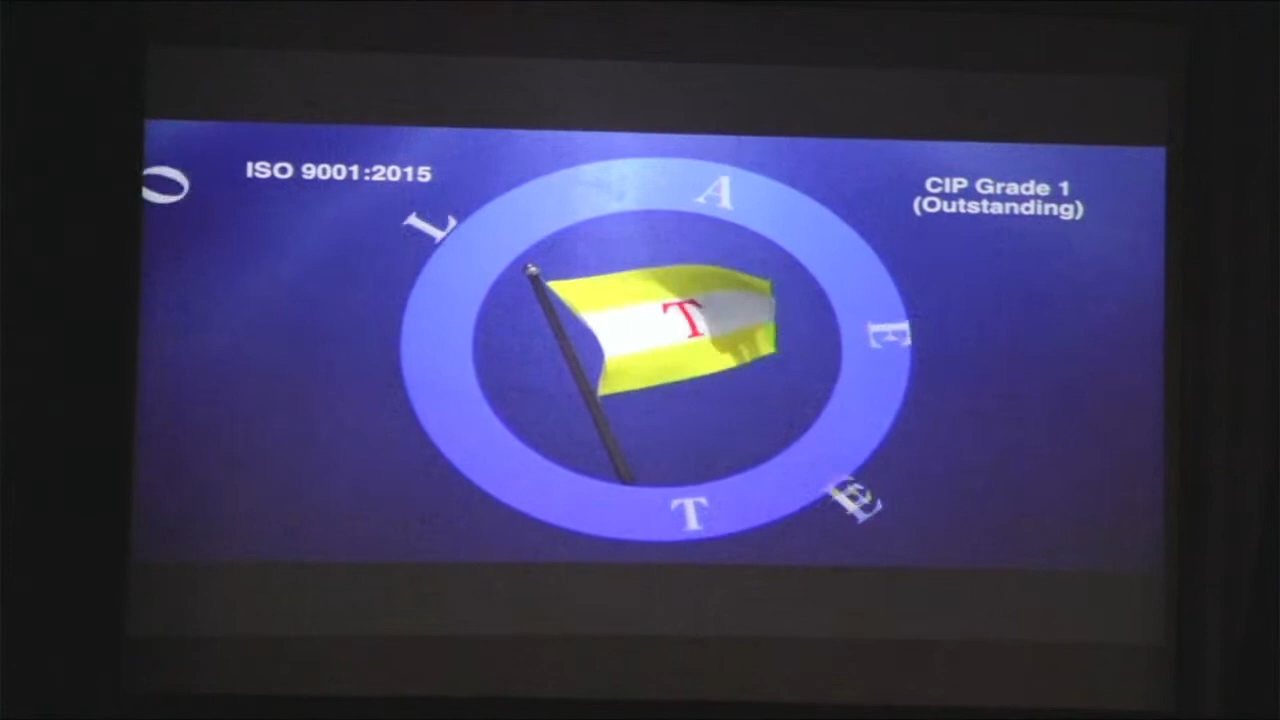 ISO 9001:2015
CIP Grade 1
(Outstanding)
O
L
A
E
T
E
T